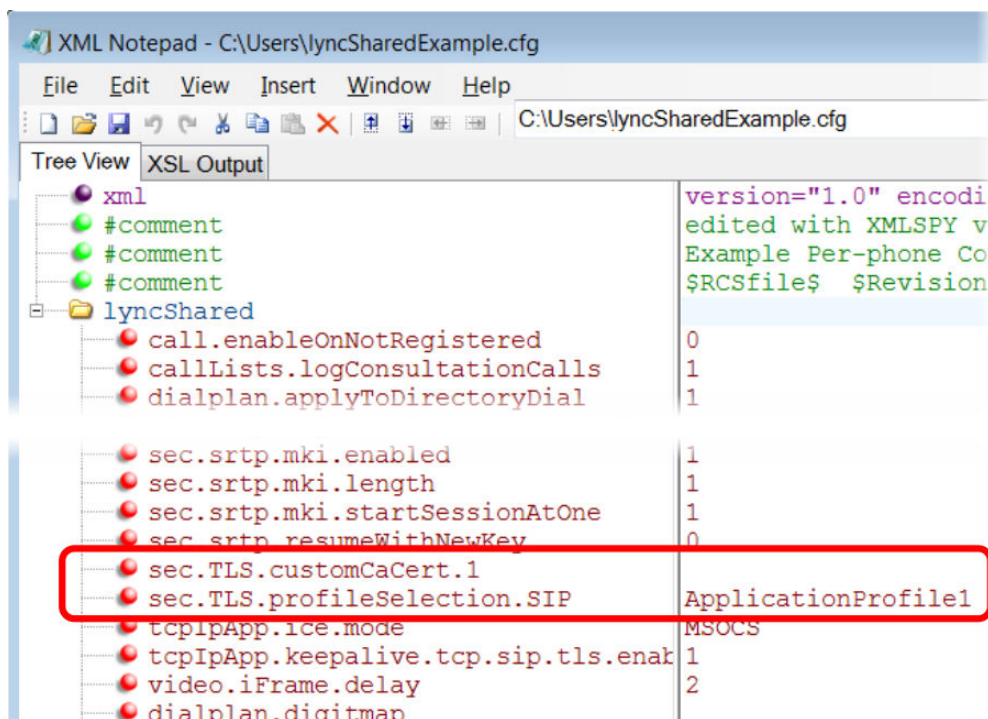 XML Notepad - C:\Users\lyncSharedExample.cfg
File Edit View Insert Window Help
C:\Users\lyncSharedExample.cfg
Tree View XSL Output
xml version="1.0" encodi
#comment edited with XMLSPY v
#comment Example Per-phone Co
#comment $RCSfile$ $Revision
lyncShared
call.enableOnNotRegistered 0
callLists.logConsultationCalls 1
dialplan.applyToDirectoryDial 1
sec.srtp.mki.enabled 1
sec.srtp.mki.length 1
sec.srtp.mki.startSessionAtOne 1
sec.srtp.resumeWithNewKey 0
sec.TLS.customCaCert.1
sec.TLS.profileSelection.SIP ApplicationProfile1
tcpIpApp.ice.mode MSOCS
tcpIpApp.keepalive.tcp.sip.tls.enab 1
video.iFrame.delay 2
dialplan.digitmap